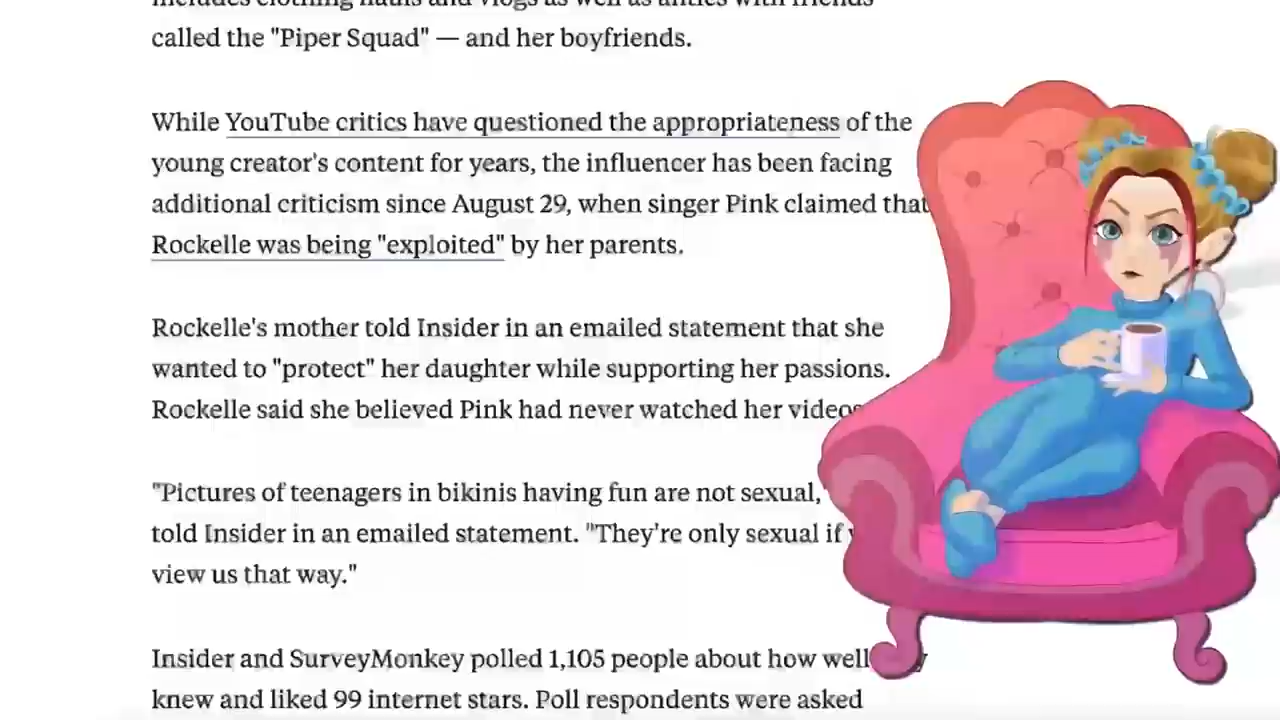 includes clothing hauls and vlogs as well as antics with friends
called the "Piper Squad" — and her boyfriends.
While YouTube critics have questioned the appropriateness of the
young creator's content for years, the influencer has been facing
additional criticism since August 29, when singer Pink claimed that
Rockelle was being "exploited" by her parents.
Rockelle's mother told Insider in an emailed statement that she
wanted to "protect" her daughter while supporting her passions.
Rockelle said she believed Pink had never watched her videos
"Pictures of teenagers in bikinis having fun are not sexual,"
told Insider in an emailed statement. "They're only sexual if
view us that way."
Insider and SurveyMonkey polled 1,105 people about how well
knew and liked 99 internet stars. Poll respondents were asked